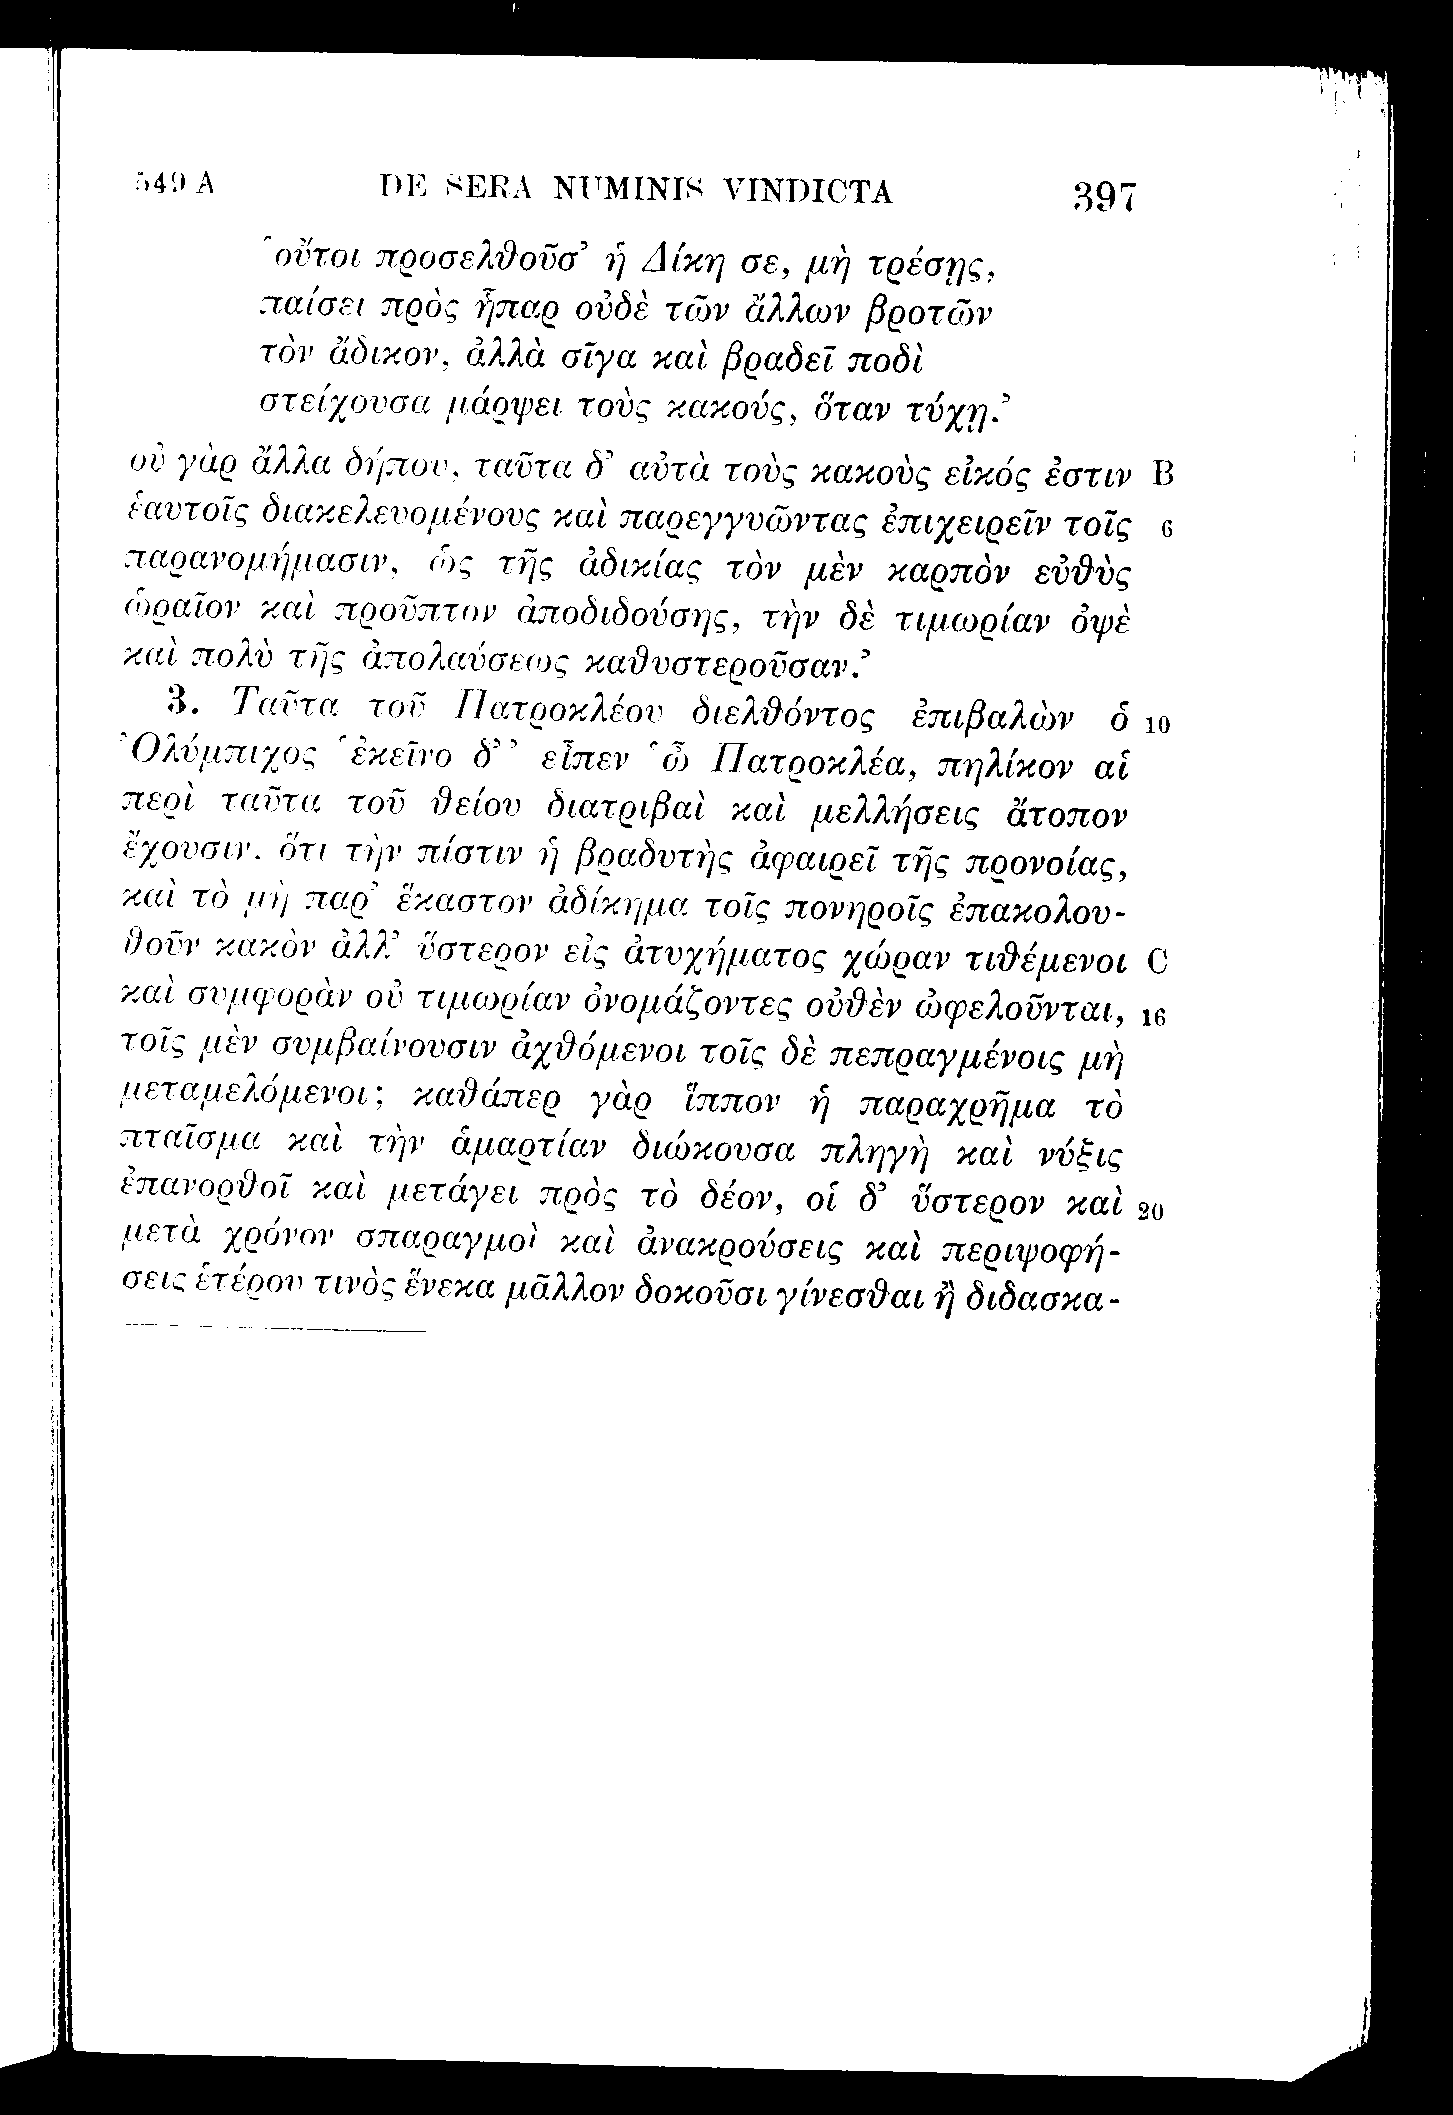 549 A DE SERA NUMINIS VINDICTA 397
‘οὔτοι προσελθοῦσ’ ἡ Δίκη σε, μὴ τρέσῃς,
παίσει πρὸς ἧπαρ οὐδὲ τῶν ἄλλων βροτῶν
τὸν ἄδικον, ἀλλὰ σῖγα καὶ βραδεῖ ποδὶ
στείχουσα μάρψει τοὺς κακούς, ὅταν τύχῃ.’
οὐ γὰρ ἄλλα δήπου, ταῦτα δ’ αὐτὰ τοὺς κακοὺς εἰκός ἐστιν B
ἑαυτοῖς διακελευομένους καὶ παρεγγυῶντας ἐπιχειρεῖν τοῖς 6
παρανομήμασιν, ὡς τῆς ἀδικίας τὸν μὲν καρπὸν εὐθὺς
ὡραῖον καὶ προῦπτον ἀποδιδούσης, τὴν δὲ τιμωρίαν ὀψὲ
καὶ πολὺ τῆς ἀπολαύσεως καθυστεροῦσαν.’
3. Ταῦτα τοῦ Πατροκλέου διελθόντος ἐπιβαλὼν ὁ 10
Ὀλύμπιχος ‘ἐκεῖνο δ’’ εἶπεν ‘ὦ Πατροκλέα, πηλίκον αἱ
περὶ ταῦτα τοῦ θείου διατριβαὶ καὶ μελλήσεις ἄτοπον
ἔχουσιν. ὅτι τὴν πίστιν ἡ βραδυτὴς ἀφαιρεῖ τῆς προνοίας,
καὶ τὸ μὴ παρ’ ἕκαστον ἀδίκημα τοῖς πονηροῖς ἐπακολου-
θοῦν κακὸν ἀλλ’ ὕστερον εἰς ἀτυχήματος χώραν τιθέμενοι C
καὶ συμφορὰν οὐ τιμωρίαν ὀνομάζοντες οὐθὲν ὠφελοῦνται, 16
τοῖς μὲν συμβαίνουσιν ἀχθόμενοι τοῖς δὲ πεπραγμένοις μὴ
μεταμελόμενοι; καθάπερ γὰρ ἵππον ἡ παραχρῆμα τὸ
πταῖσμα καὶ τὴν ἁμαρτίαν διώκουσα πληγὴ καὶ νύξις
ἐπανορθοῖ καὶ μετάγει πρὸς τὸ δέον, οἱ δ’ ὕστερον καὶ 20
μετὰ χρόνον σπαραγμοὶ καὶ ἀνακρούσεις καὶ περιψοφή-
σεις ἑτέρου τινὸς ἕνεκα μᾶλλον δοκοῦσι γίνεσθαι ἢ διδασκα-